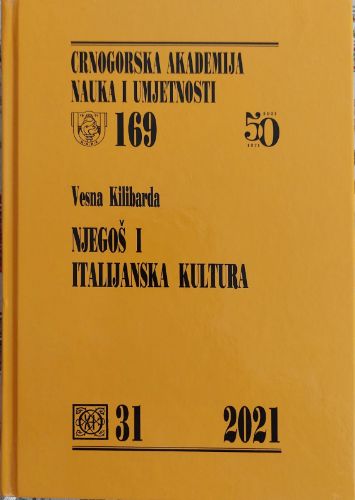 CRNOGORSKA AKADEMIJA
NAUKA I UMJETNOSTI
169
50
Vesna Kilibarda
NJEGOŠ I
ITALIJANSKA KULTURA
31 2021